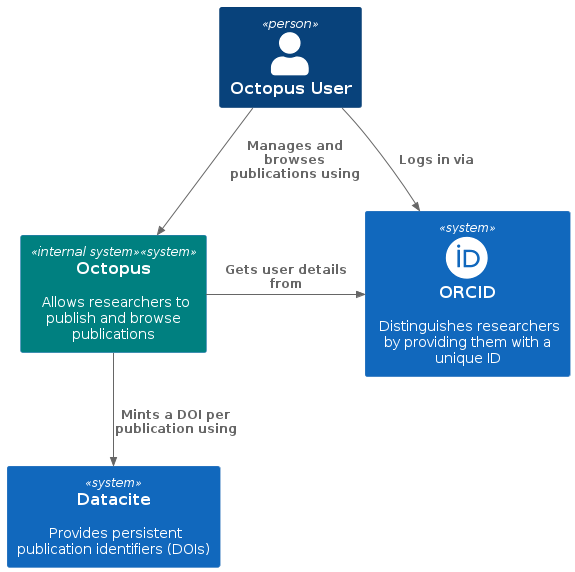 «person»
Octopus User
Manages and
browses
publications using
Logs in via
«internal system»«system»
Octopus
Allows researchers to
publish and browse
publications
Gets user details
from
«system»
iD
ORCID
Distinguishes researchers
by providing them with a
unique ID
Mints a DOI per
publication using
«system»
Datacite
Provides persistent
publication identifiers (DOIs)